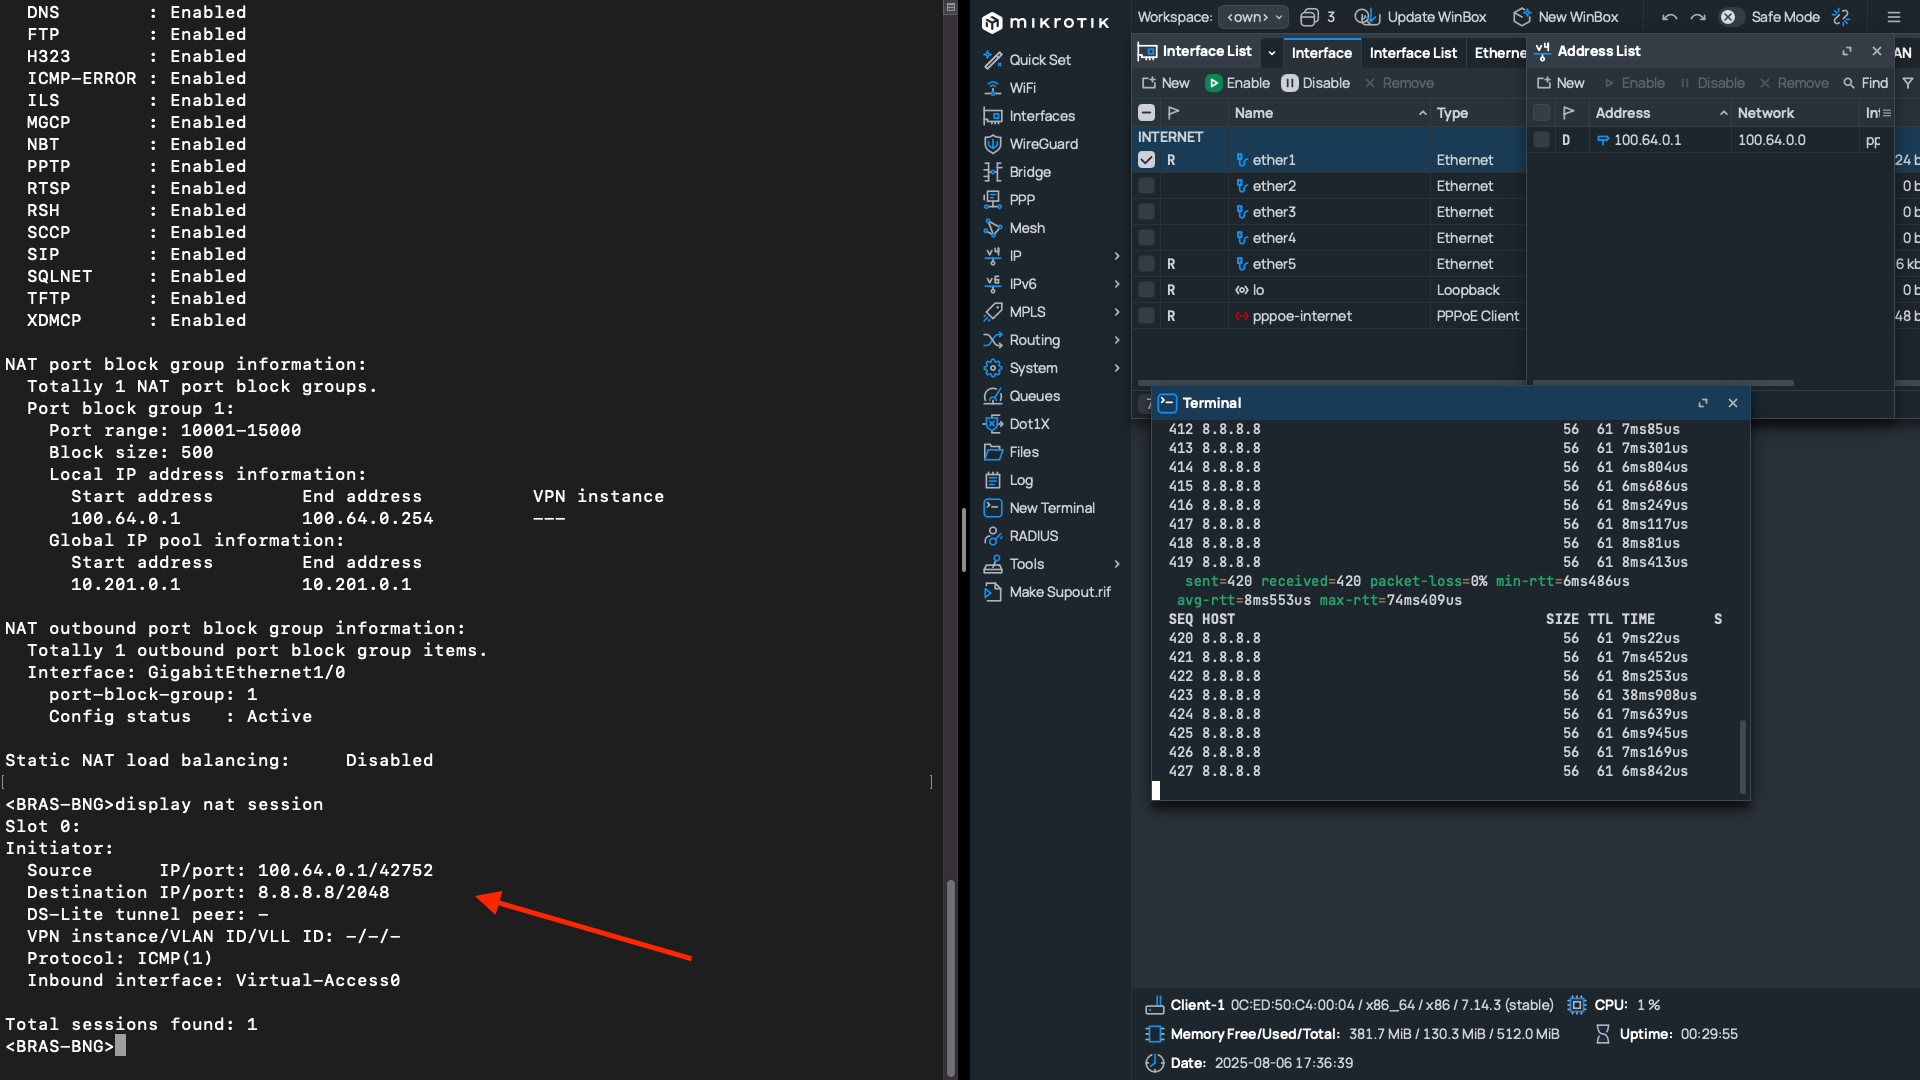 DNS : Enabled
FTP : Enabled
H323 : Enabled
ICMP-ERROR : Enabled
ILS : Enabled
MGCP : Enabled
NBT : Enabled
PPTP : Enabled
RTSP : Enabled
RSH : Enabled
SCCP : Enabled
SIP : Enabled
SQLNET : Enabled
TFTP : Enabled
XDMCP : Enabled
NAT port block group information:
Totally 1 NAT port block groups.
Port block group 1:
Port range: 10001-15000
Block size: 500
Local IP address information:
Start address End address VPN instance
100.64.0.1 100.64.0.254 ---
Global IP pool information:
Start address End address
10.201.0.1 10.201.0.1
NAT outbound port block group information:
Totally 1 outbound port block group items.
Interface: GigabitEthernet1/0
port-block-group: 1
Config status : Active
Static NAT load balancing: Disabled
[ ]
<BRAS-BNG>display nat session
Slot 0:
Initiator:
Source IP/port: 100.64.0.1/42752
Destination IP/port: 8.8.8.8/2048
DS-Lite tunnel peer: -
VPN instance/VLAN ID/VLL ID: -/-/-
Protocol: ICMP(1)
Inbound interface: Virtual-Access0
Total sessions found: 1
<BRAS-BNG>
MIKROTIK
Quick Set
WiFi
Interfaces
WireGuard
Bridge
PPP
Mesh
IP
IPv6
MPLS
Routing
System
Queues
Dot1X
Files
Log
New Terminal
RADIUS
Tools
Make Supout.rif
Workspace: <own> 3 Update WinBox New WinBox Safe Mode
Interface List Interface Interface List Etherne
New Enable Disable Remove
Name Type
INTERNET
R ether1 Ethernet 24 b
ether2 Ethernet 0 b
ether3 Ethernet 0 b
ether4 Ethernet 0 b
R ether5 Ethernet 6 kb
R lo Loopback 0 b
R pppoe-internet PPPoE Client 48 b
v4 Address List AN
New Enable Disable Remove Find
Address Network Int
D 100.64.0.1 100.64.0.0 pp
7
Terminal
412 8.8.8.8 56 61 7ms85us
413 8.8.8.8 56 61 7ms301us
414 8.8.8.8 56 61 6ms804us
415 8.8.8.8 56 61 6ms686us
416 8.8.8.8 56 61 8ms249us
417 8.8.8.8 56 61 8ms117us
418 8.8.8.8 56 61 8ms81us
419 8.8.8.8 56 61 8ms413us
sent=420 received=420 packet-loss=0% min-rtt=6ms486us
avg-rtt=8ms553us max-rtt=74ms409us
SEQ HOST SIZE TTL TIME S
420 8.8.8.8 56 61 9ms22us
421 8.8.8.8 56 61 7ms452us
422 8.8.8.8 56 61 8ms253us
423 8.8.8.8 56 61 38ms908us
424 8.8.8.8 56 61 7ms639us
425 8.8.8.8 56 61 6ms945us
426 8.8.8.8 56 61 7ms169us
427 8.8.8.8 56 61 6ms842us
Client-1 0C:ED:50:C4:00:04 / x86_64 / x86 / 7.14.3 (stable) CPU: 1 %
Memory Free/Used/Total: 381.7 MiB / 130.3 MiB / 512.0 MiB Uptime: 00:29:55
Date: 2025-08-06 17:36:39